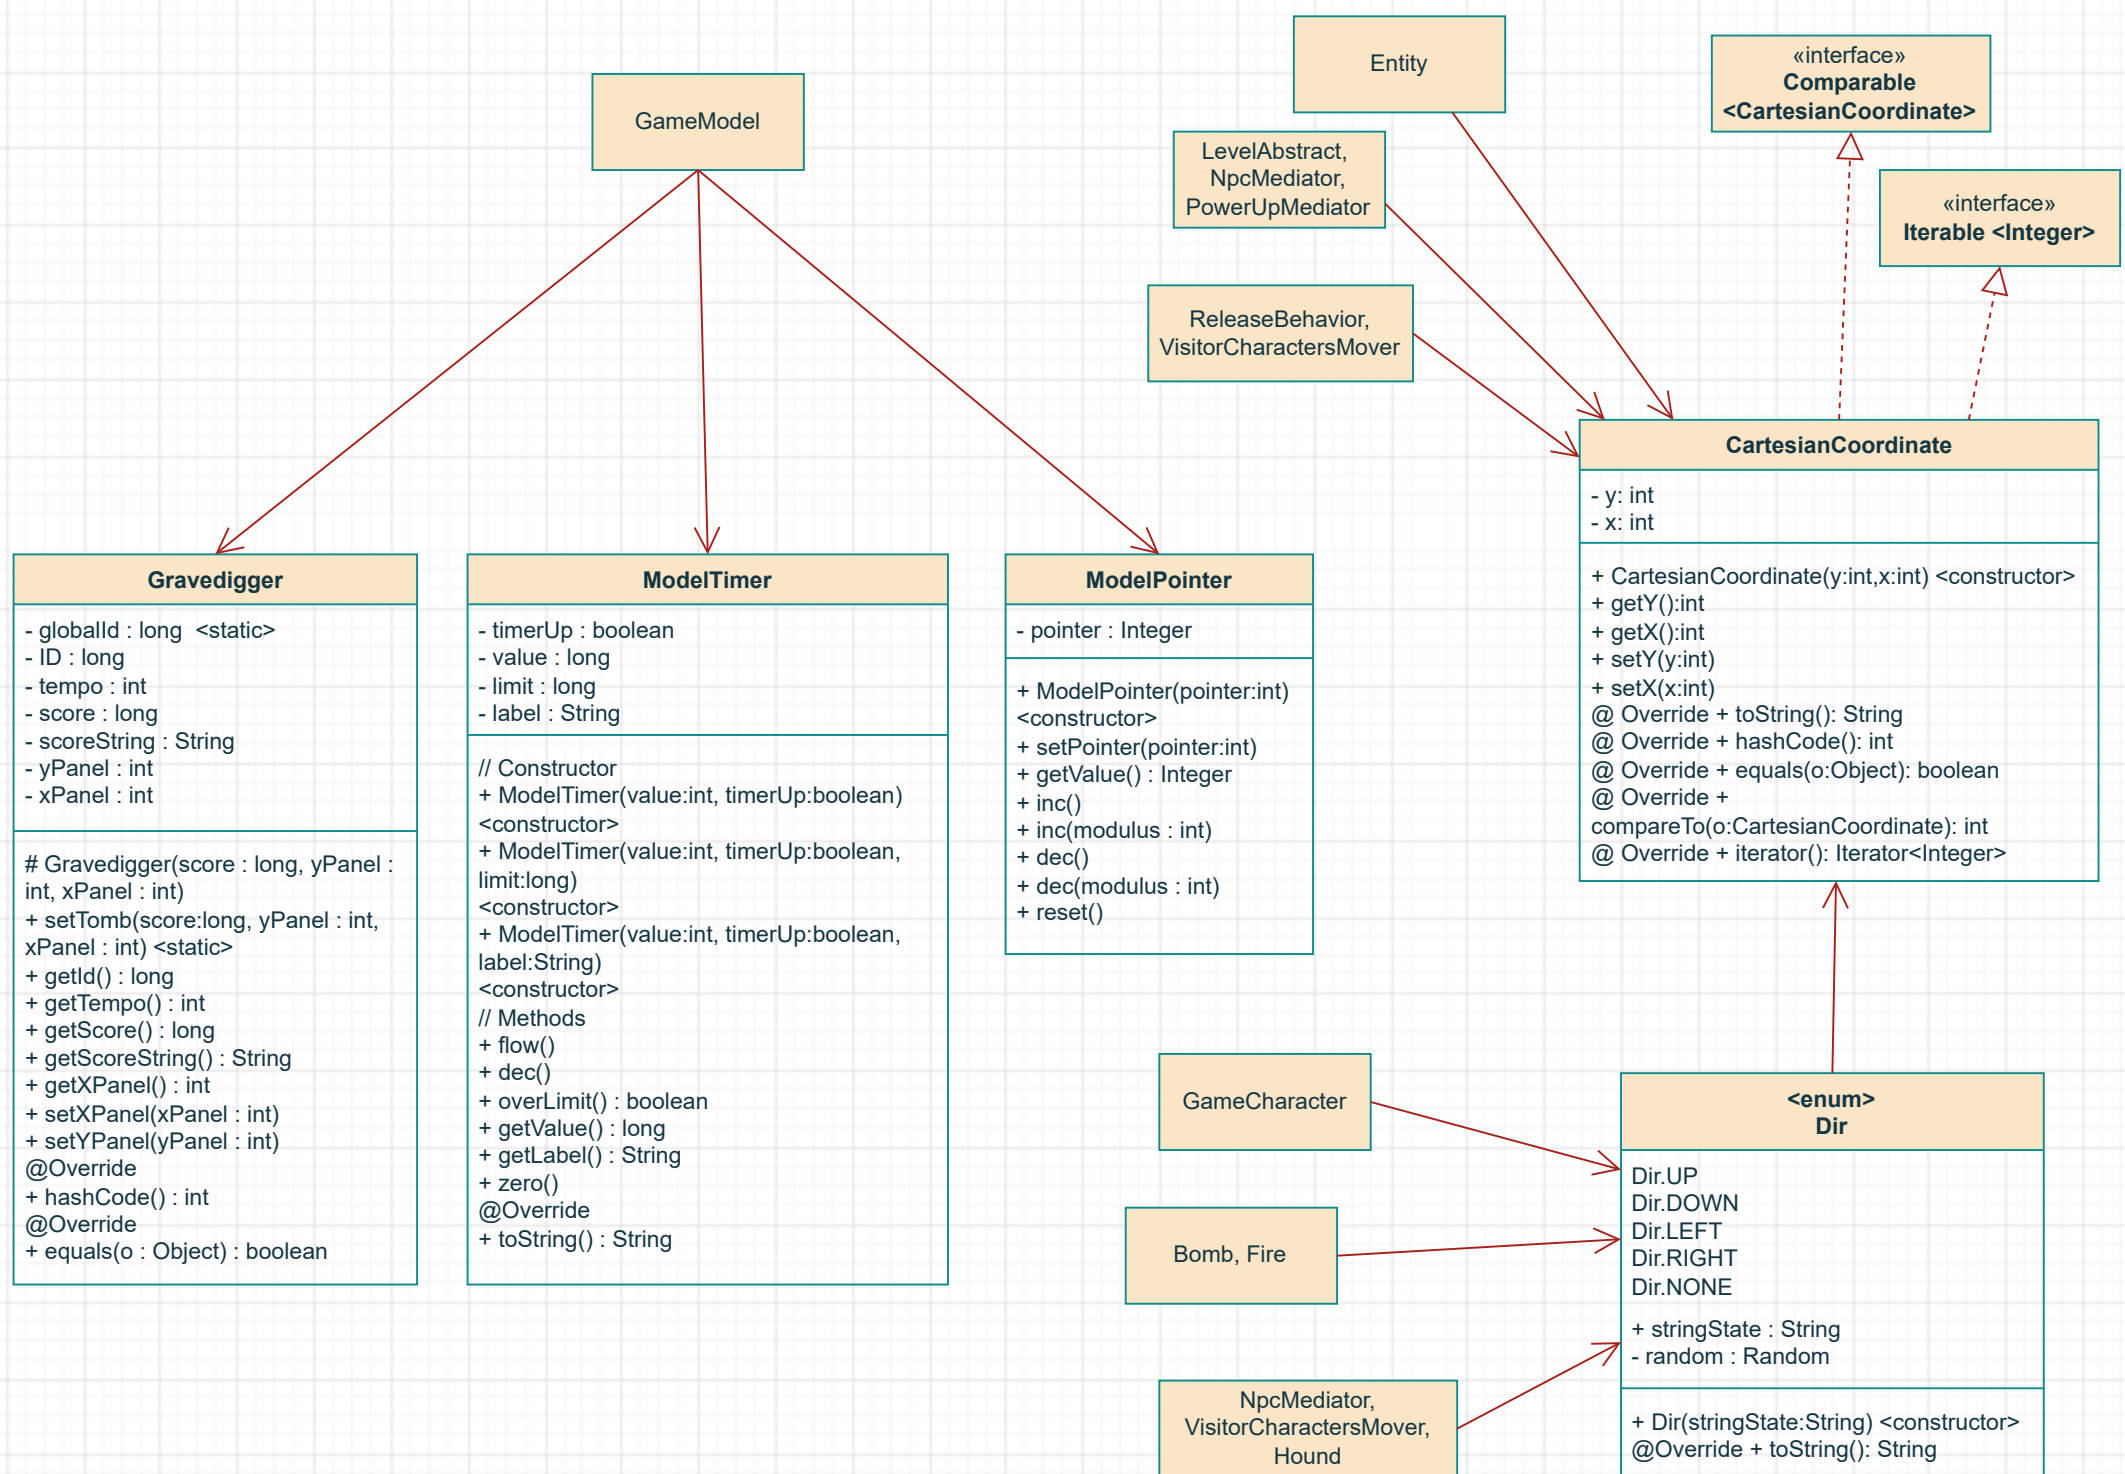 GameModel
Entity
«interface»
Comparable
<CartesianCoordinate>
LevelAbstract,
NpcMediator,
PowerUpMediator
«interface»
Iterable <Integer>
ReleaseBehavior,
VisitorCharactersMover
Gravedigger
- globalId : long  <static>
- ID : long
- tempo : int
- score : long
- scoreString : String
- yPanel : int
- xPanel : int
# Gravedigger(score : long, yPanel :
int, xPanel : int)
+ setTomb(score:long, yPanel : int,
xPanel : int) <static>
+ getId() : long
+ getTempo() : int
+ getScore() : long
+ getScoreString() : String
+ getXPanel() : int
+ setXPanel(xPanel : int)
+ setYPanel(yPanel : int)
@Override
+ hashCode() : int
@Override
+ equals(o : Object) : boolean
ModelTimer
- timerUp : boolean
- value : long
- limit : long
- label : String
// Constructor
+ ModelTimer(value:int, timerUp:boolean)
<constructor>
+ ModelTimer(value:int, timerUp:boolean,
limit:long)
<constructor>
+ ModelTimer(value:int, timerUp:boolean,
label:String)
<constructor>
// Methods
+ flow()
+ dec()
+ overLimit() : boolean
+ getValue() : long
+ getLabel() : String
+ zero()
@Override
+ toString() : String
ModelPointer
- pointer : Integer
+ ModelPointer(pointer:int)
<constructor>
+ setPointer(pointer:int)
+ getValue() : Integer
+ inc()
+ inc(modulus : int)
+ dec()
+ dec(modulus : int)
+ reset()
CartesianCoordinate
- y: int
- x: int
+ CartesianCoordinate(y:int,x:int) <constructor>
+ getY():int
+ getX():int
+ setY(y:int)
+ setX(x:int)
@ Override + toString(): String
@ Override + hashCode(): int
@ Override + equals(o:Object): boolean
@ Override +
compareTo(o:CartesianCoordinate): int
@ Override + iterator(): Iterator<Integer>
GameCharacter
Bomb, Fire
NpcMediator,
VisitorCharactersMover,
Hound
<enum>
Dir
Dir.UP
Dir.DOWN
Dir.LEFT
Dir.RIGHT
Dir.NONE
+ stringState : String
- random : Random
+ Dir(stringState:String) <constructor>
@Override + toString(): String